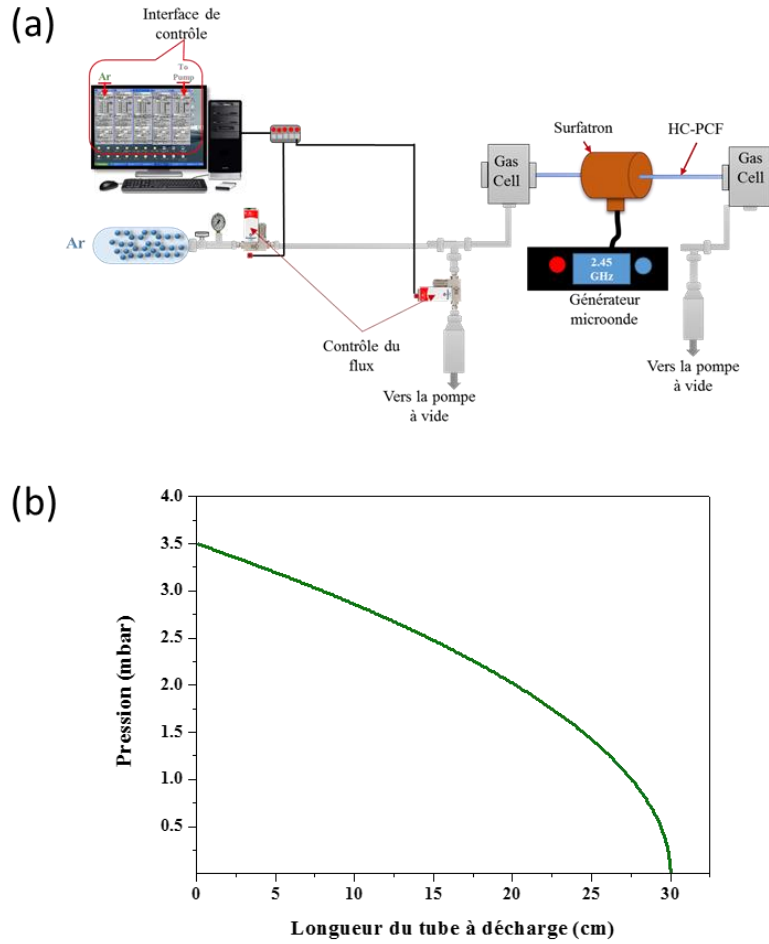 (a)
Interface de
contrôle
Ar
To
Pump
Surfatron
HC-PCF
Gas
Cell
Gas
Cell
Ar
2.45
GHz
Générateur
microonde
Contrôle du
flux
Vers la pompe
à vide
Vers la pompe
à vide
(b)
4.0
3.5
3.0
2.5
2.0
1.5
1.0
0.5
Pression (mbar)
0 5 10 15 20 25 30
Longueur du tube à décharge (cm)